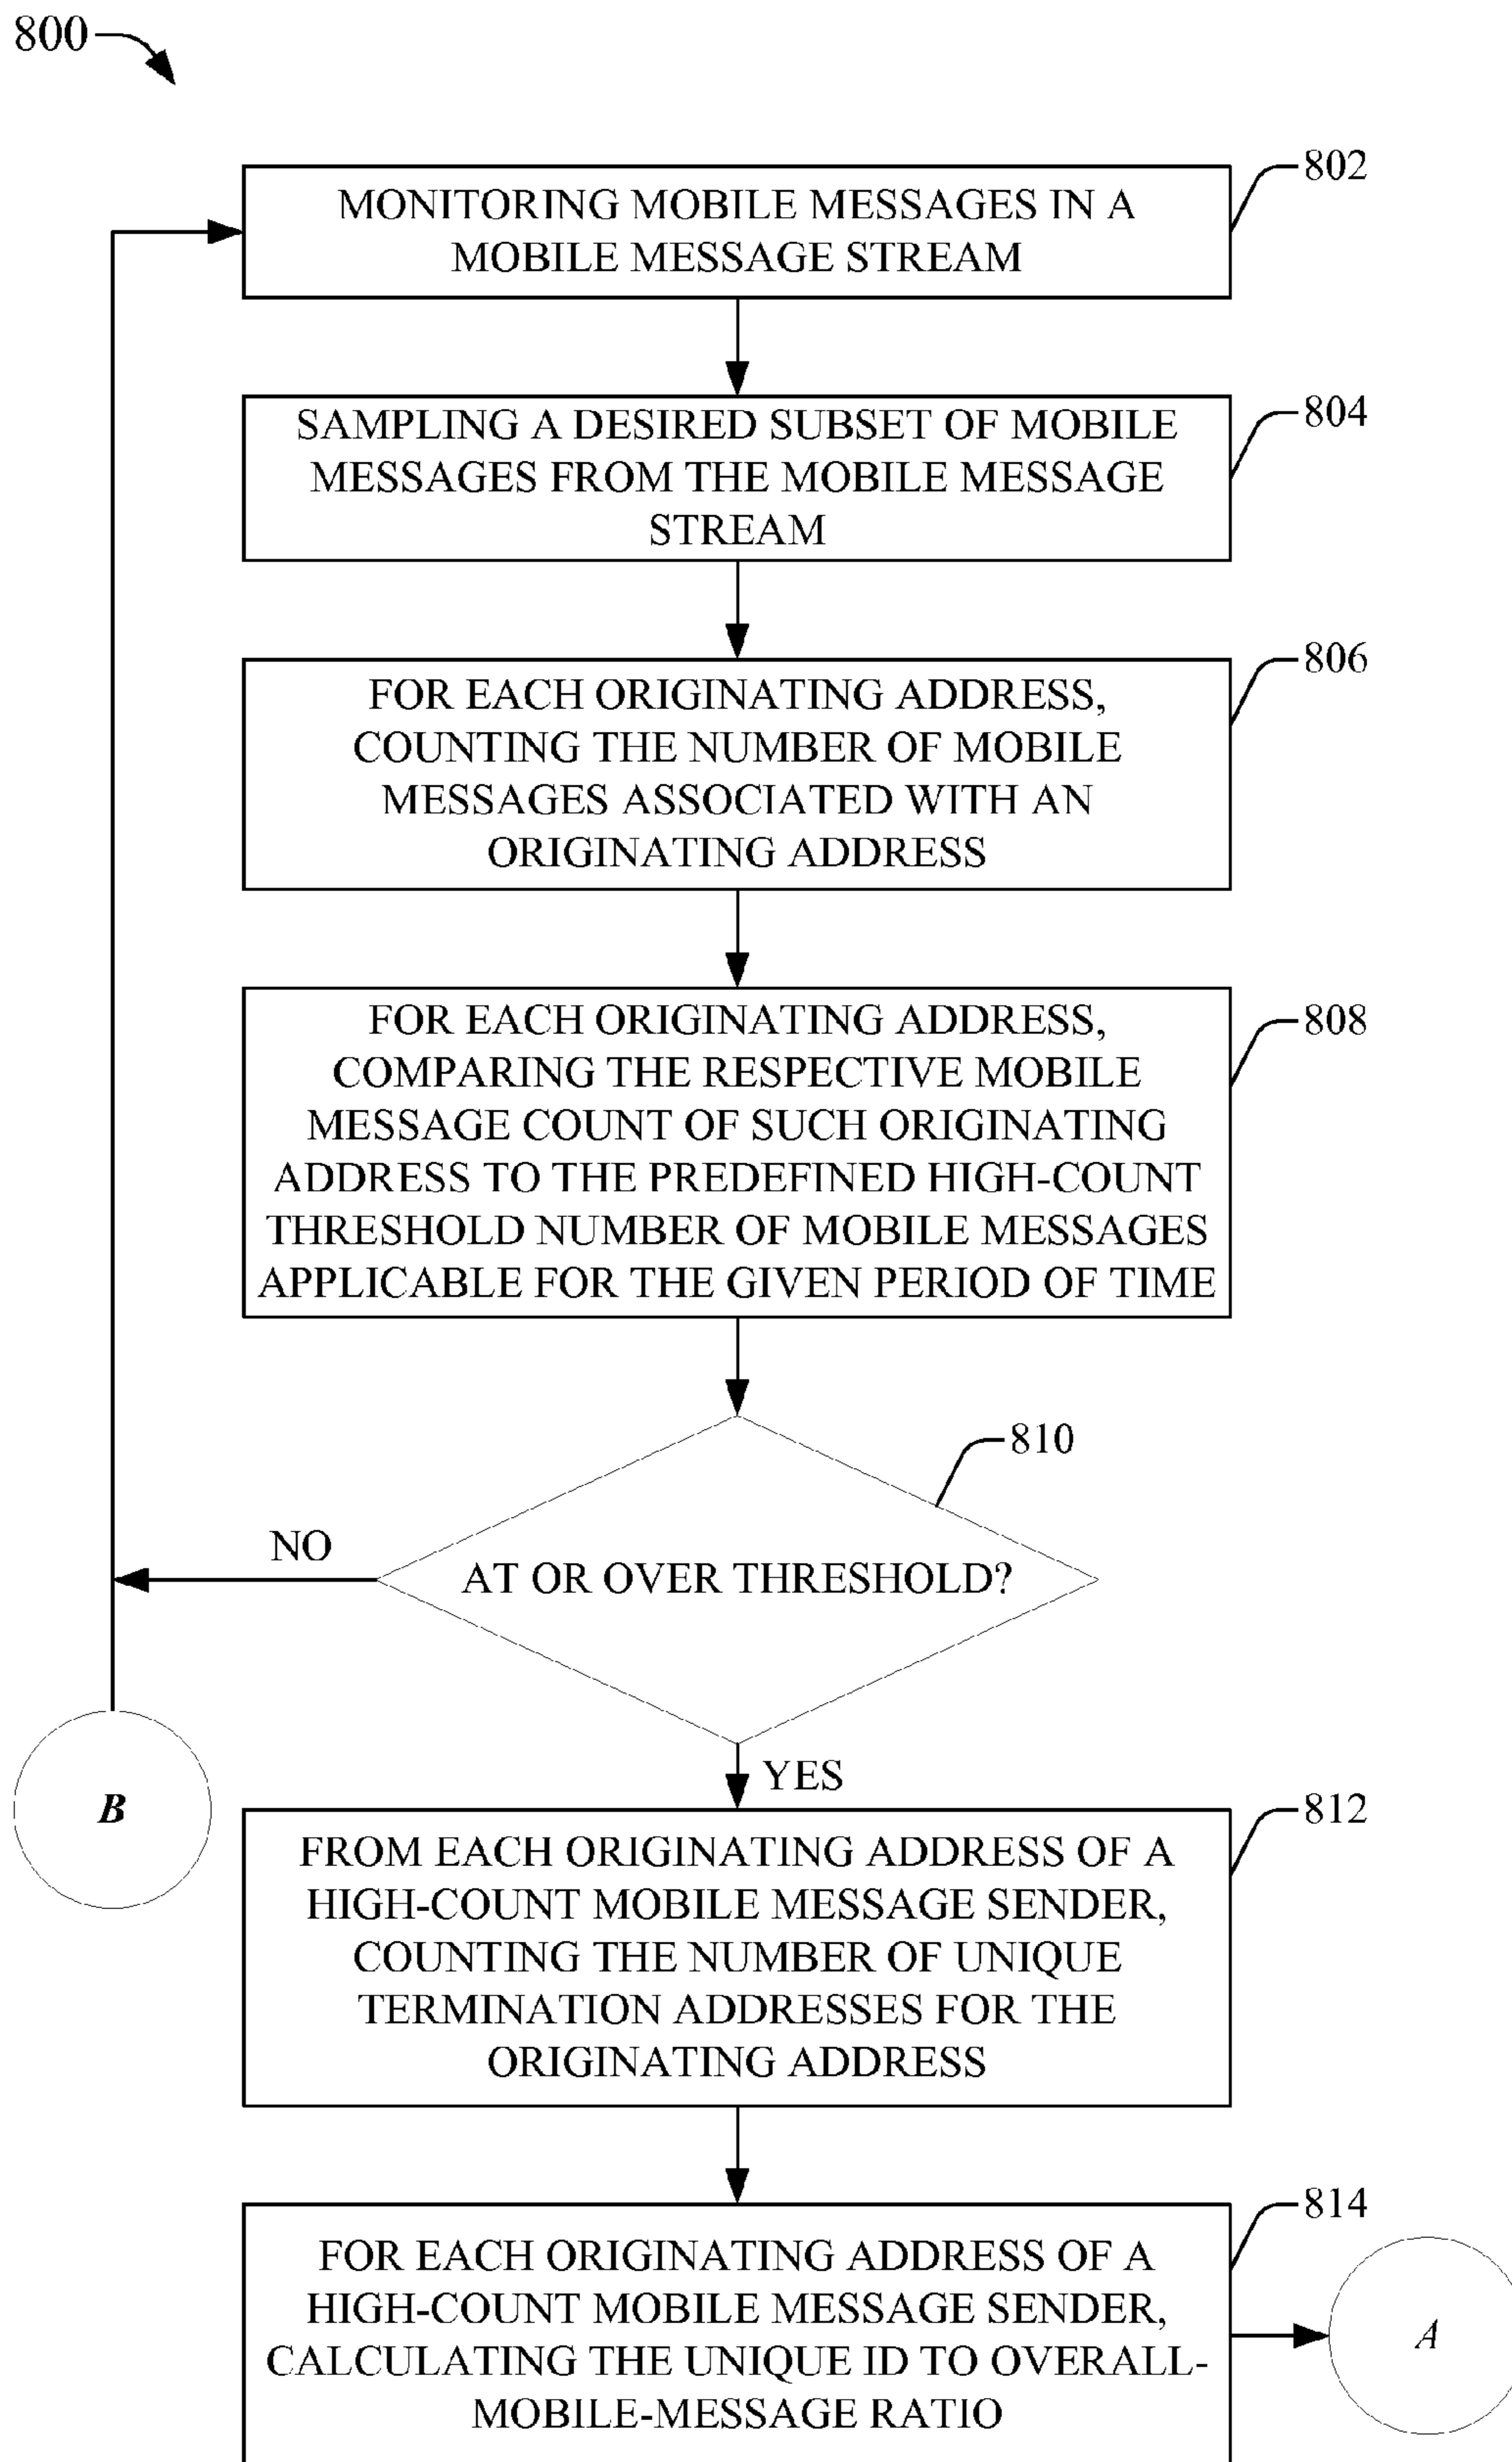 800
802
MONITORING MOBILE MESSAGES IN A
MOBILE MESSAGE STREAM
804
SAMPLING A DESIRED SUBSET OF MOBILE
MESSAGES FROM THE MOBILE MESSAGE
STREAM
806
FOR EACH ORIGINATING ADDRESS,
COUNTING THE NUMBER OF MOBILE
MESSAGES ASSOCIATED WITH AN
ORIGINATING ADDRESS
808
FOR EACH ORIGINATING ADDRESS,
COMPARING THE RESPECTIVE MOBILE
MESSAGE COUNT OF SUCH ORIGINATING
ADDRESS TO THE PREDEFINED HIGH-COUNT
THRESHOLD NUMBER OF MOBILE MESSAGES
APPLICABLE FOR THE GIVEN PERIOD OF TIME
810
NO
AT OR OVER THRESHOLD?
YES
B
812
FROM EACH ORIGINATING ADDRESS OF A
HIGH-COUNT MOBILE MESSAGE SENDER,
COUNTING THE NUMBER OF UNIQUE
TERMINATION ADDRESSES FOR THE
ORIGINATING ADDRESS
814
FOR EACH ORIGINATING ADDRESS OF A
HIGH-COUNT MOBILE MESSAGE SENDER,
CALCULATING THE UNIQUE ID TO OVERALL-
MOBILE-MESSAGE RATIO
A